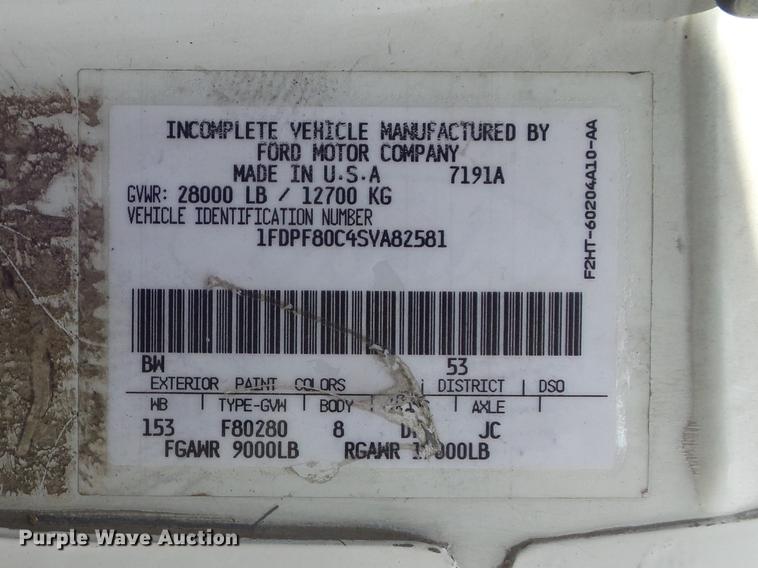 INCOMPLETE VEHICLE MANUFACTURED BY
FORD MOTOR COMPANY
MADE IN U.S.A 7191A
GVWR: 28000 LB / 12700 KG
VEHICLE IDENTIFICATION NUMBER
1FDPF80C4SVA82581
F2HT-60204A10-AA
BW 53
EXTERIOR PAINT COLORS DISTRICT DSO
WB TYPE-GVW BODY AXLE
153 F80280 8 JC
FGAWR 9000LB RGAWR
Purple Wave Auction